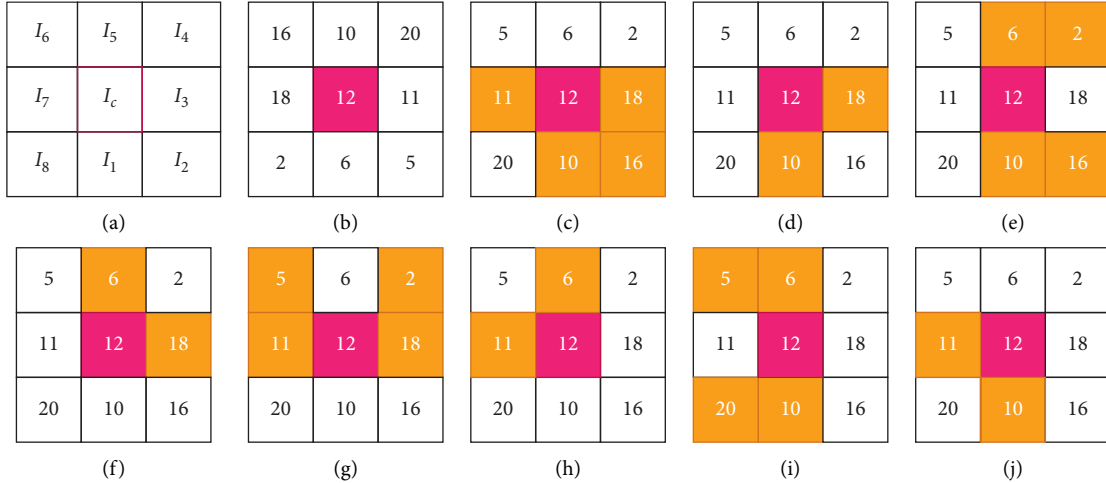 I₆ I₅ I₄ 16 10 20 5 6 2 5 6 2 5 6 2
I₇ I_c I₃ 18 12 11 11 12 18 11 12 18 11 12 18
I₈ I₁ I₂ 2 6 5 20 10 16 20 10 16 20 10 16
(a) (b) (c) (d) (e)
5 6 2 5 6 2 5 6 2 5 6 2 5 6 2
11 12 18 11 12 18 11 12 18 11 12 18 11 12 18
20 10 16 20 10 16 20 10 16 20 10 16 20 10 16
(f) (g) (h) (i) (j)